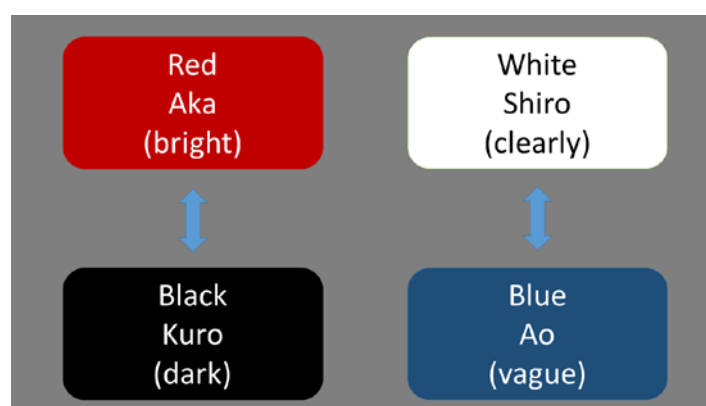 Red
Aka
(bright)
White
Shiro
(clearly)
Black
Kuro
(dark)
Blue
Ao
(vague)